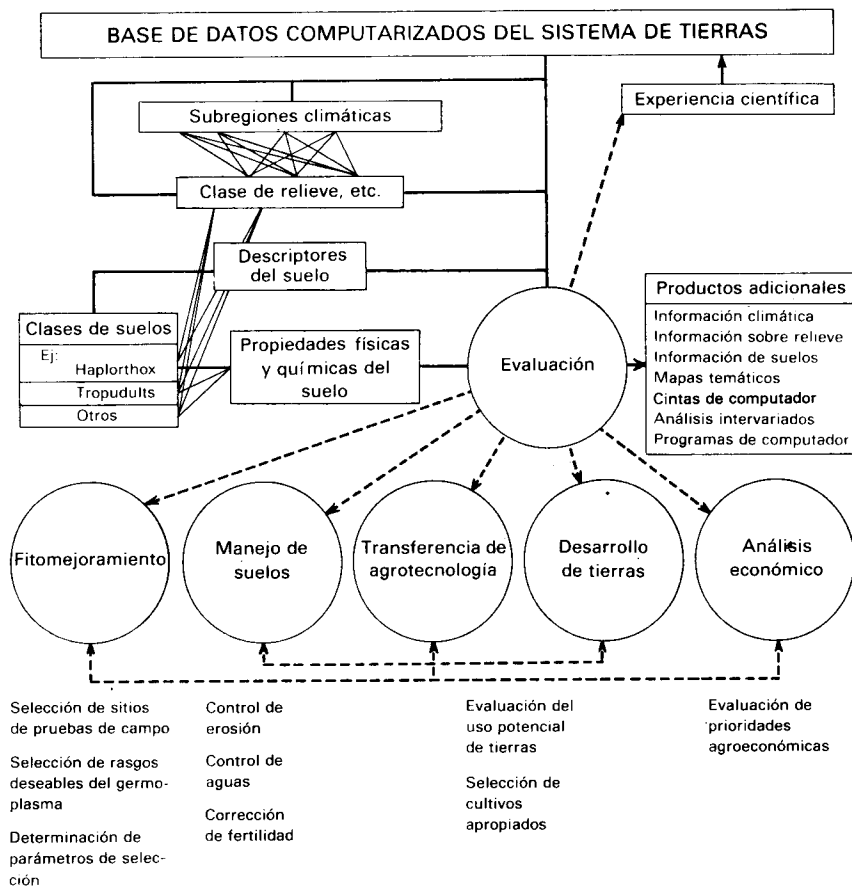 BASE DE DATOS COMPUTARIZADOS DEL SISTEMA DE TIERRAS
Experiencia científica
Subregiones climáticas
Clase de relieve, etc.
Descriptores
del suelo
Clases de suelos
Ej:
Haplorthox
Tropudults
Otros
Propiedades físicas
y químicas del
suelo
Evaluación
Productos adicionales
Información climática
Información sobre relieve
Información de suelos
Mapas temáticos
Cintas de computador
Análisis intervariados
Programas de computador
Fitomejoramiento
Manejo de
suelos
Transferencia de
agrotecnología
Desarrollo
de tierras
Análisis
económico
Selección de sitios
de pruebas de campo
Selección de rasgos
deseables del germo-
plasma
Determinación de
parámetros de selec-
ción
Control de
erosión
Control de
aguas
Corrección
de fertilidad
Evaluación del
uso potencial
de tierras
Selección de
cultivos
apropiados
Evaluación de
prioridades
agroeconómicas